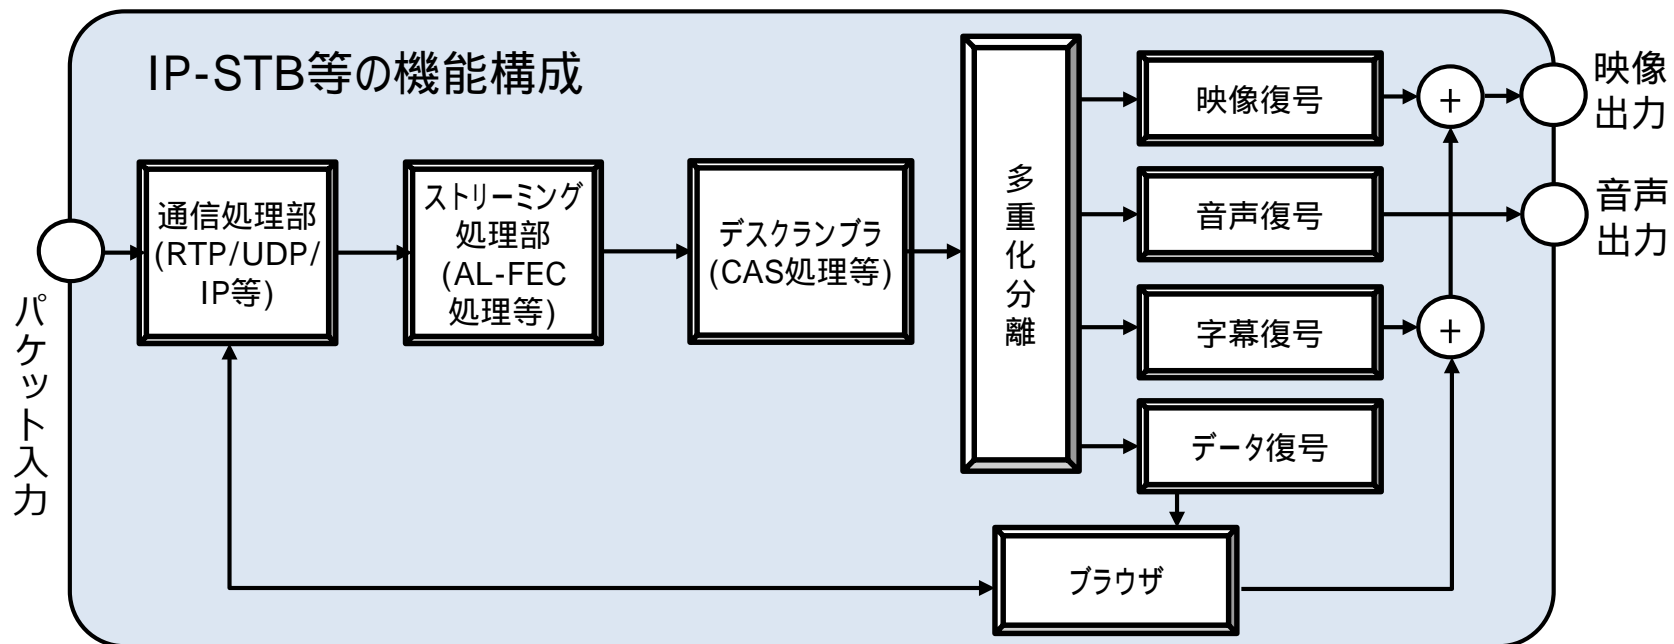 IP-STB等の機能構成
パケット入力
通信処理部
(RTP/UDP/
IP等)
ストリーミング
処理部
(AL-FEC
処理等)
デスクランブラ
(CAS処理等)
多重化分離
映像復号
音声復号
字幕復号
データ復号
ブラウザ
+
+
映像
出力
音声
出力